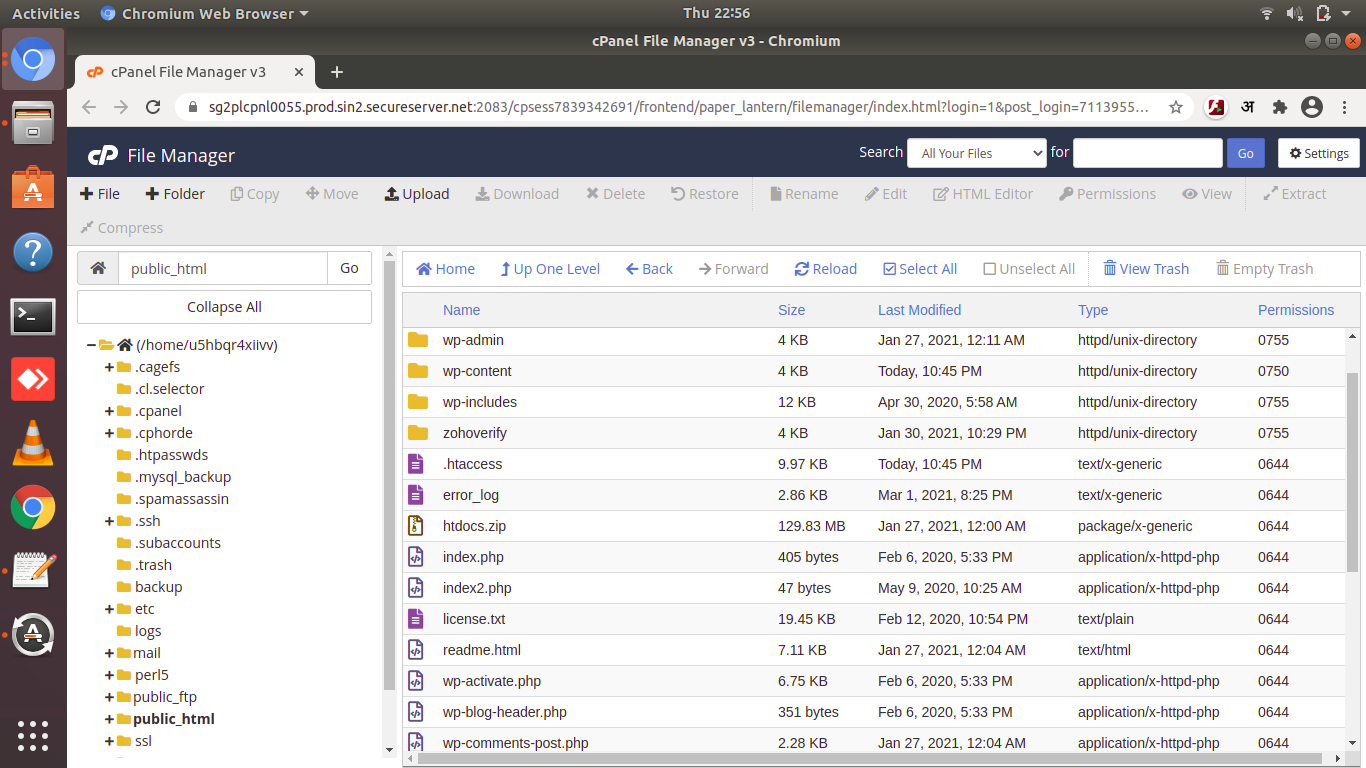 Activities Chromium Web Browser Thu 22:56
cPanel File Manager v3 - Chromium
cPanel File Manager v3
sg2plcpnl0055.prod.sin2.secureserver.net:2083/cpsess7839342691/frontend/paper_lantern/filemanager/index.html?login=1&post_login=7113955... अ
cP File Manager Search All Your Files for Go Settings
File Folder Copy Move Upload Download Delete Restore Rename Edit HTML Editor Permissions View Extract
Compress
public_html Go
Collapse All
(/home/u5hbqr4xiivv)
.cagefs
.cl.selector
.cpanel
.cphorde
.htpasswds
.mysql_backup
.spamassassin
.ssh
.subaccounts
.trash
backup
etc
logs
mail
perl5
public_ftp
public_html
ssl
Home Up One Level Back Forward Reload Select All Unselect All View Trash Empty Trash
Name Size Last Modified Type Permissions
wp-admin 4 KB Jan 27, 2021, 12:11 AM httpd/unix-directory 0755
wp-content 4 KB Today, 10:45 PM httpd/unix-directory 0750
wp-includes 12 KB Apr 30, 2020, 5:58 AM httpd/unix-directory 0755
zohoverify 4 KB Jan 30, 2021, 10:29 PM httpd/unix-directory 0755
.htaccess 9.97 KB Today, 10:45 PM text/x-generic 0644
error_log 2.86 KB Mar 1, 2021, 8:25 PM text/x-generic 0644
htdocs.zip 129.83 MB Jan 27, 2021, 12:00 AM package/x-generic 0644
index.php 405 bytes Feb 6, 2020, 5:33 PM application/x-httpd-php 0644
index2.php 47 bytes May 9, 2020, 10:25 AM application/x-httpd-php 0644
license.txt 19.45 KB Feb 12, 2020, 10:54 PM text/plain 0644
readme.html 7.11 KB Jan 27, 2021, 12:04 AM text/html 0644
wp-activate.php 6.75 KB Feb 6, 2020, 5:33 PM application/x-httpd-php 0644
wp-blog-header.php 351 bytes Feb 6, 2020, 5:33 PM application/x-httpd-php 0644
wp-comments-post.php 2.28 KB Jan 27, 2021, 12:04 AM application/x-httpd-php 0644